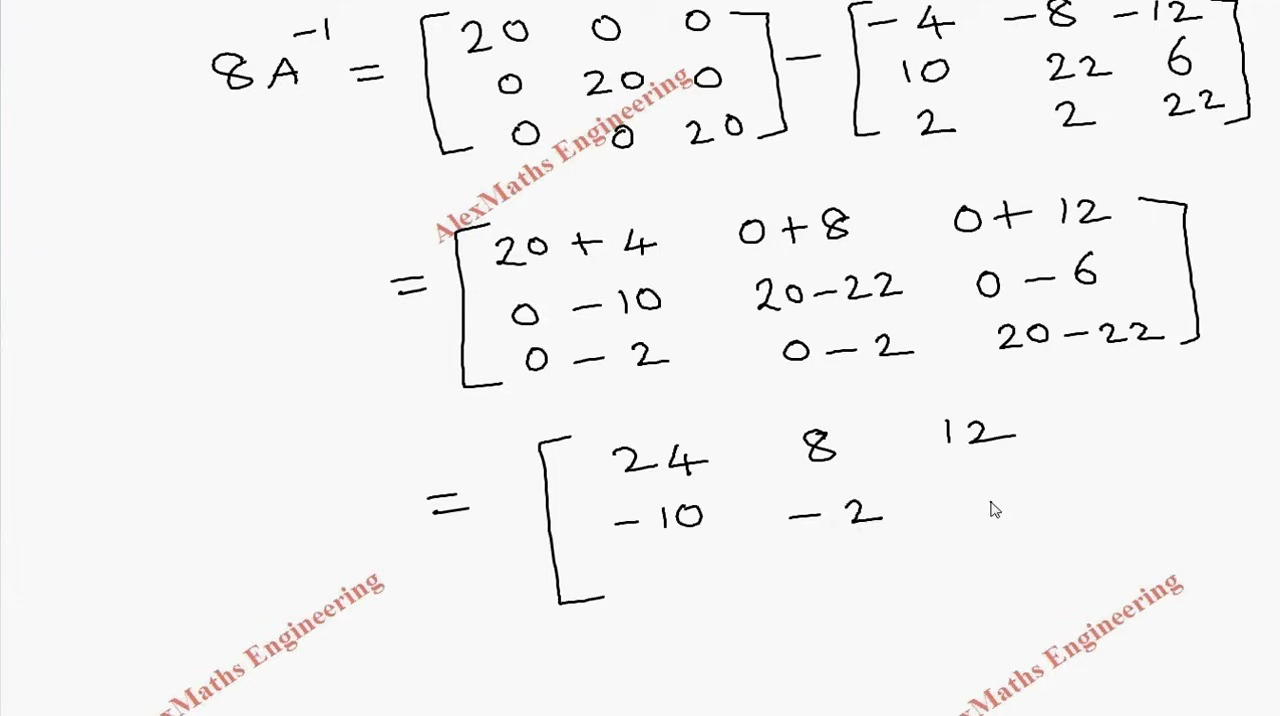 8A⁻¹ = [ 20 0 0 ] − [ −4 −8 −12 ]
[ 0 20 0 ] [ 10 22 6 ]
[ 0 0 20 ] [ 2 2 22 ]
= [ 20 + 4 0 + 8 0 + 12 ]
[ 0 − 10 20 − 22 0 − 6 ]
[ 0 − 2 0 − 2 20 − 22 ]
= [ 24 8 12
−10 −2
AlexMaths Engineering
xMaths Engineering
AlexMaths Engineering